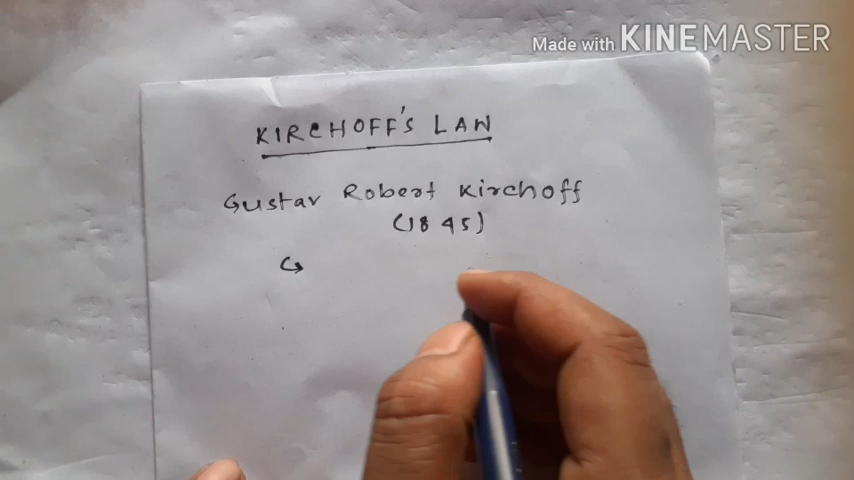 Made with KINEMASTER
KIRCHOFF'S LAW
Gustav Robert Kirchoff
(1845)